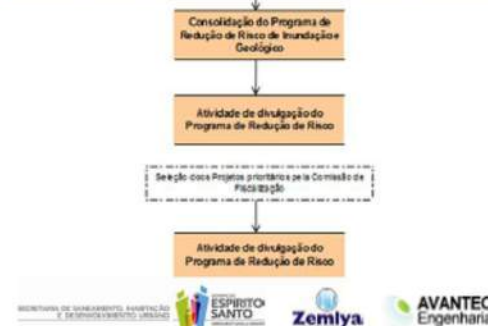 Consolidação do Programa de
Redução de Risco de Inundação e
Geológico
Atividade de divulgação do
Programa de Redução de Risco
Seleção dos Projetos prioritários pela Comissão de
Fiscalização
Atividade de divulgação do
Programa de Redução de Risco
SECRETARIA DE SANEAMENTO, HABITAÇÃO
E DESENVOLVIMENTO URBANO
ESPÍRITO
SANTO
Zemlya
AVANTEC
Engenharia